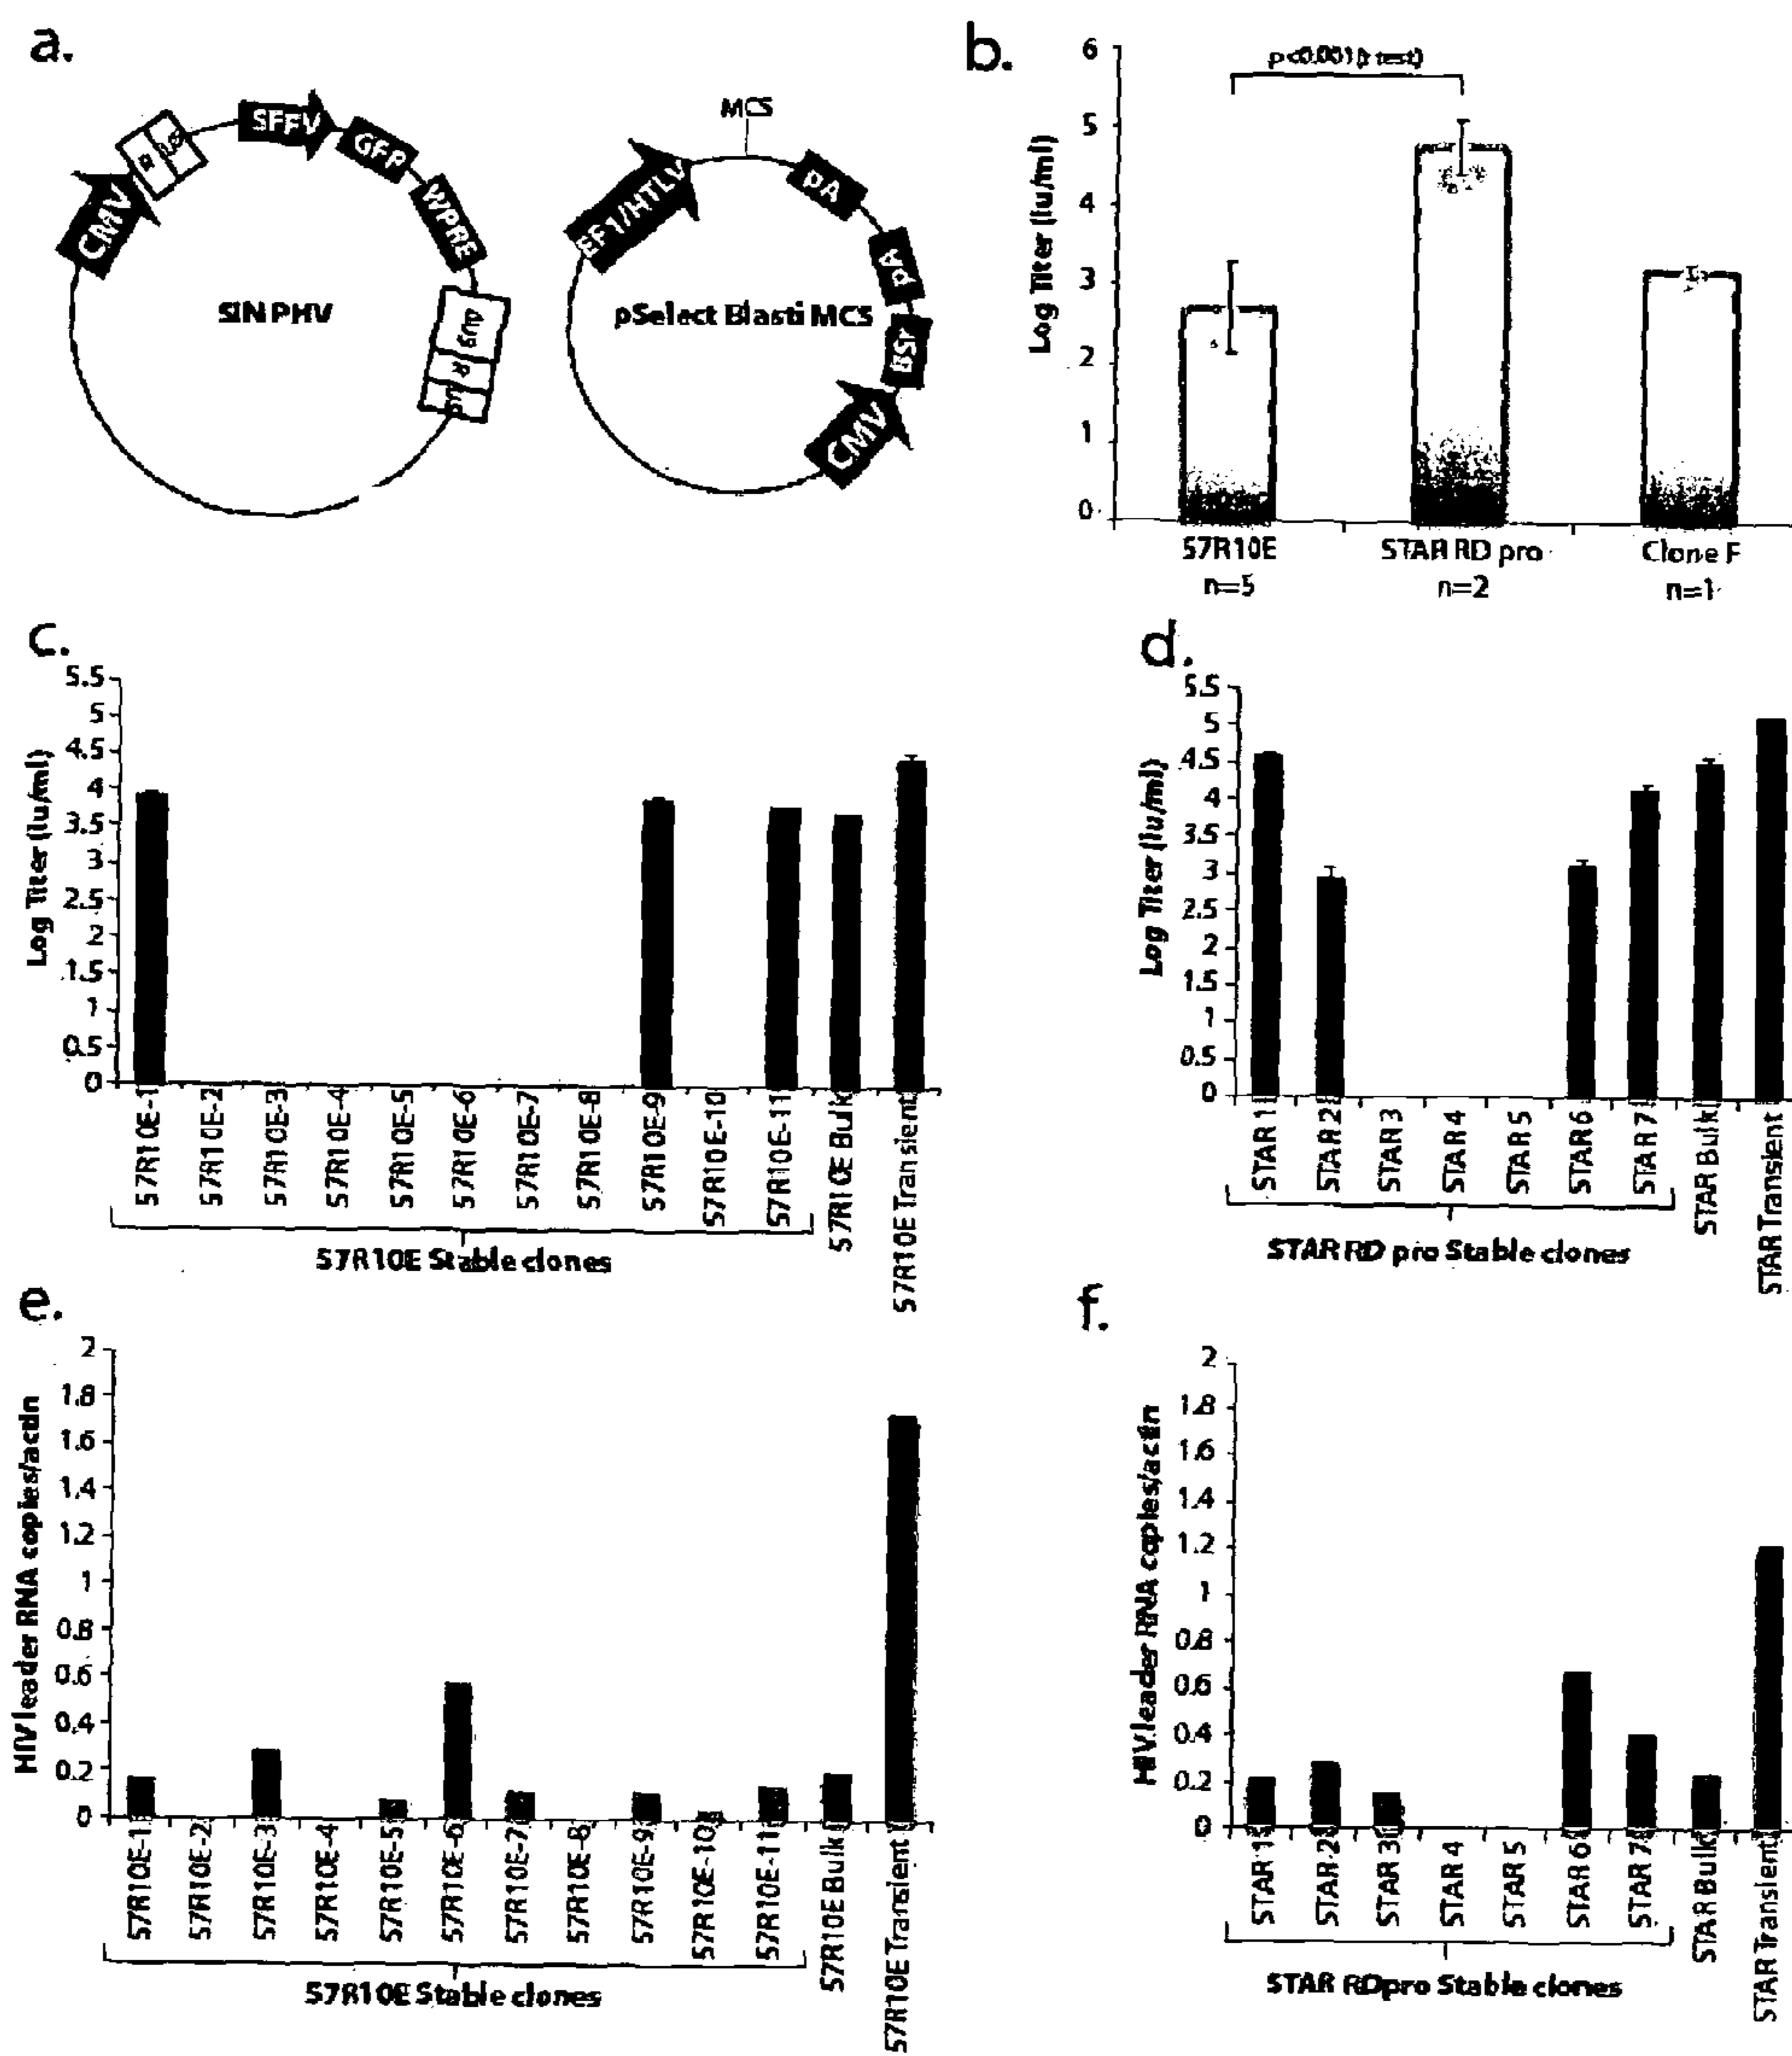 a.
CMV
R
U5
SFFV
GFP
WPRE
ΔU3
R
U5
SIN PHV
MCS
EF1/HTLV
pA
pA
BSR
CMV
pSelect Blasti MCS
b.
p<0.001 (t test)
Log Titer (iu/ml)
6
5
4
3
2
1
0
57R10E
n=5
STAR RD pro
n=2
Clone F
n=1
c.
Log Titer (iu/ml)
5.5
5
4.5
4
3.5
3
2.5
2
1.5
1
0.5
0
57R10E-1
57R10E-2
57R10E-3
57R10E-4
57R10E-5
57R10E-6
57R10E-7
57R10E-8
57R10E-9
57R10E-10
57R10E-11
57R10E Bulk
57R10E Transient
57R10E Stable clones
d.
Log Titer (iu/ml)
5.5
5
4.5
4
3.5
3
2.5
2
1.5
1
0.5
0
STAR 1
STAR 2
STAR 3
STAR 4
STAR 5
STAR 6
STAR 7
STAR Bulk
STAR Transient
STAR RD pro Stable clones
e.
HIV leader RNA copies/actin
2
1.8
1.6
1.4
1.2
1
0.8
0.6
0.4
0.2
0
57R10E-1
57R10E-2
57R10E-3
57R10E-4
57R10E-5
57R10E-6
57R10E-7
57R10E-8
57R10E-9
57R10E-10
57R10E-11
57R10E Bulk
57R10E Transient
57R10E Stable clones
f.
HIV leader RNA copies/actin
2
1.8
1.6
1.4
1.2
1
0.8
0.6
0.4
0.2
0
STAR 1
STAR 2
STAR 3
STAR 4
STAR 5
STAR 6
STAR 7
STAR Bulk
STAR Transient
STAR RDpro Stable clones